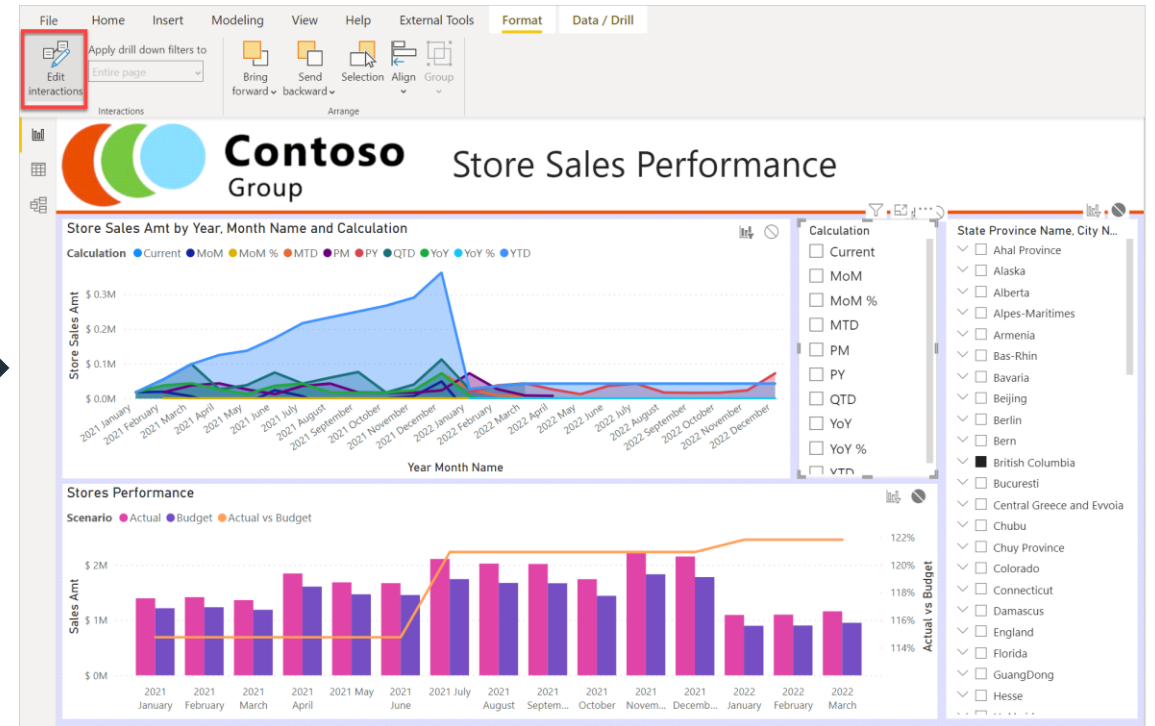 File Home Insert Modeling View Help External Tools Format Data / Drill
Edit interactions
Apply drill down filters to
Entire page
Bring forward
Send backward
Selection
Align
Group
Interactions
Arrange
Contoso
Group
Store Sales Performance
Store Sales Amt by Year, Month Name and Calculation
Calculation Current MoM MoM % MTD PM PY QTD YoY YoY % YTD
Store Sales Amt
$ 0.3M
$ 0.2M
$ 0.1M
$ 0.0M
2021 January
2021 February
2021 March
2021 April
2021 May
2021 June
2021 July
2021 August
2021 September
2021 October
2021 November
2021 December
2022 January
2022 February
2022 March
2022 April
2022 May
2022 June
2022 July
2022 August
2022 September
2022 October
2022 November
2022 December
Year Month Name
Calculation
Current
MoM
MoM %
MTD
PM
PY
QTD
YoY
YoY %
YTD
State Province Name, City N...
Ahal Province
Alaska
Alberta
Alpes-Maritimes
Armenia
Bas-Rhin
Bavaria
Beijing
Berlin
Bern
British Columbia
Bucuresti
Central Greece and Evvoia
Chubu
Chuy Province
Colorado
Connecticut
Damascus
England
Florida
GuangDong
Hesse
Stores Performance
Scenario Actual Budget Actual vs Budget
Sales Amt
$ 2M
$ 1M
$ 0M
122%
120%
118%
116%
114%
Actual vs Budget
2021 January
2021 February
2021 March
2021 April
2021 May
2021 June
2021 July
2021 August
2021 Septem...
2021 October
2021 Novem...
2021 Decemb...
2022 January
2022 February
2022 March